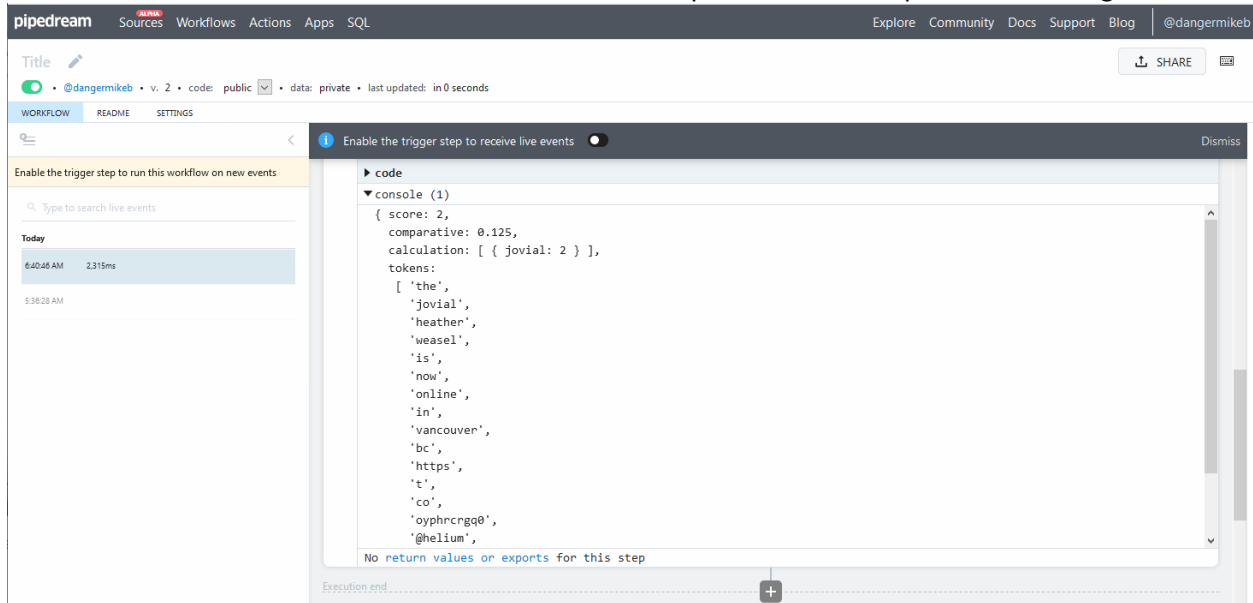 pipedream Sources ALPHA Workflows Actions Apps SQL Explore Community Docs Support Blog @dangermikeb
Title SHARE
• @dangermikeb • v. 2 • code: public • data: private • last updated: in 0 seconds
WORKFLOW README SETTINGS
Enable the trigger step to receive live events Dismiss
Enable the trigger step to run this workflow on new events
Type to search live events
Today
6:40:46 AM 2,315ms
5:36:28 AM
code
console (1)
{ score: 2,
comparative: 0.125,
calculation: [ { jovial: 2 } ],
tokens:
[ 'the',
'jovial',
'heather',
'weasel',
'is',
'now',
'online',
'in',
'vancouver',
'bc',
'https',
't',
'co',
'oyphrcrgq0',
'@helium',
No return values or exports for this step
Execution end